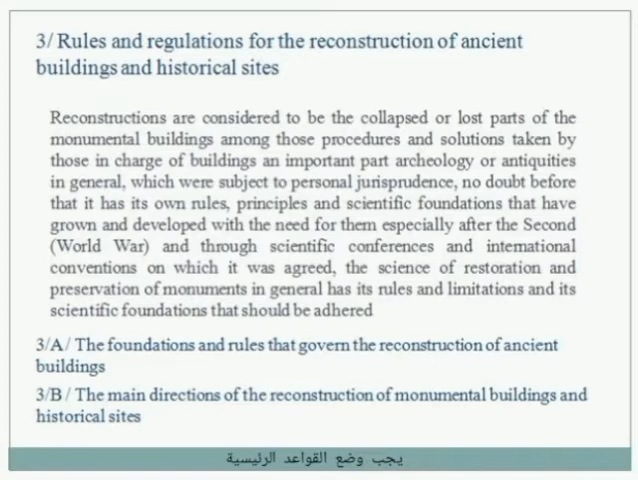 3/ Rules and regulations for the reconstruction of ancient
buildings and historical sites
Reconstructions are considered to be the collapsed or lost parts of the
monumental buildings among those procedures and solutions taken by
those in charge of buildings an important part archeology or antiquities
in general, which were subject to personal jurisprudence, no doubt before
that it has its own rules, principles and scientific foundations that have
grown and developed with the need for them especially after the Second
(World War) and through scientific conferences and international
conventions on which it was agreed, the science of restoration and
preservation of monuments in general has its rules and limitations and its
scientific foundations that should be adhered
3/A/ The foundations and rules that govern the reconstruction of ancient
buildings
3/B/ The main directions of the reconstruction of monumental buildings and
historical sites
يجب وضع القواعد الرئيسية